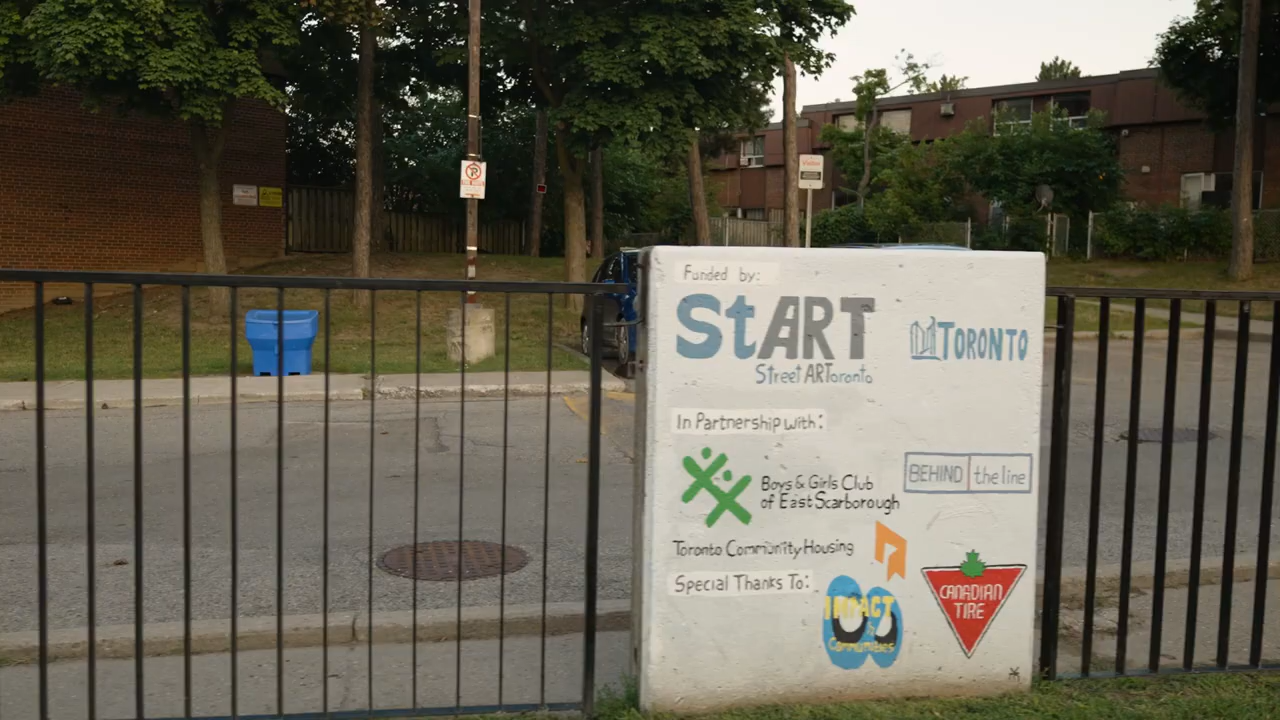 Funded by:
StART
Street ARToronto
TORONTO
In Partnership with:
Boys & Girls Club
of East Scarborough
BEHIND the line
Toronto Community Housing
Special Thanks To:
IMPACT
Communities
CANADIAN
TIRE